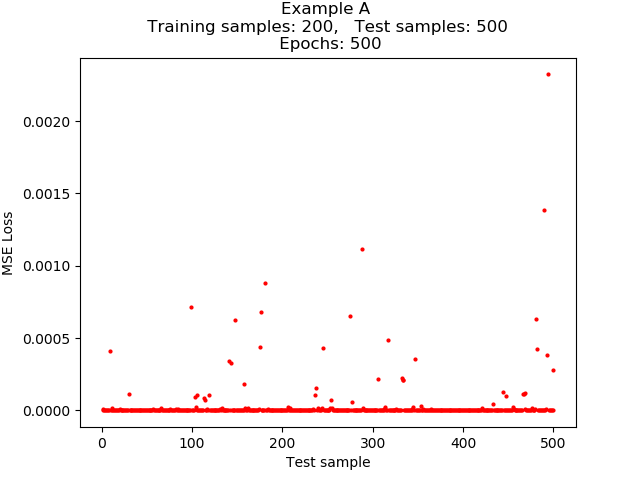 Example A
Training samples: 200,   Test samples: 500
Epochs: 500
MSE Loss
0.0020
0.0015
0.0010
0.0005
0.0000
0
100
200
300
400
500
Test sample